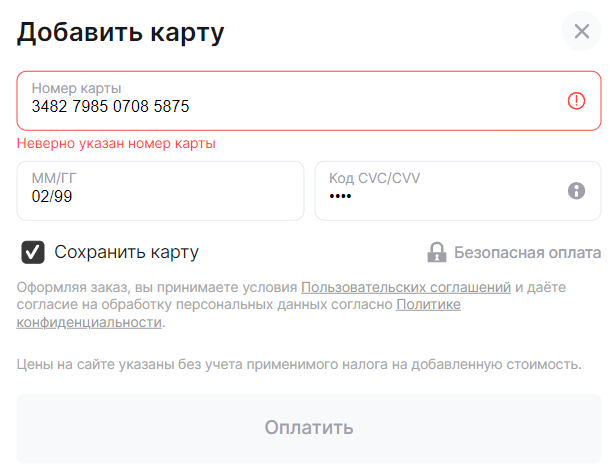 Добавить карту
Номер карты
3482 7985 0708 5875
Неверно указан номер карты
ММ/ГГ
02/99
Код CVC/CVV
••••
Сохранить карту
Безопасная оплата
Оформляя заказ, вы принимаете условия Пользовательских соглашений и даёте
согласие на обработку персональных данных согласно Политике
конфиденциальности.
Цены на сайте указаны без учета применимого налога на добавленную стоимость.
Оплатить